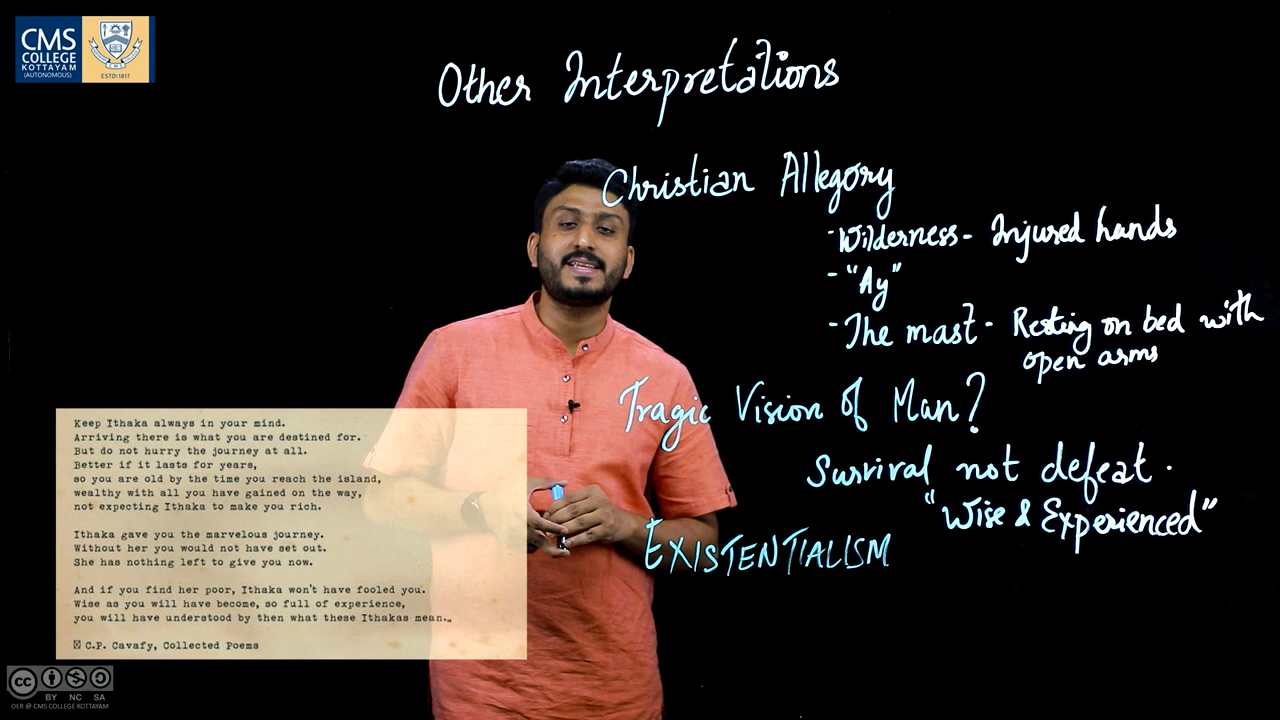 CMS
COLLEGE
KOTTAYAM
(AUTONOMOUS)
CMS
ESTD:1817
Other Interpretations
Christian Allegory
- Wilderness - Injured hands
- "Ay"
- The mast - Resting on bed with
open arms
Tragic Vision of Man?
Survival not defeat.
"Wise & Experienced"
EXISTENTIALISM
Keep Ithaka always in your mind.
Arriving there is what you are destined for.
But do not hurry the journey at all.
Better if it lasts for years,
so you are old by the time you reach the island,
wealthy with all you have gained on the way,
not expecting Ithaka to make you rich.
Ithaka gave you the marvelous journey.
Without her you would not have set out.
She has nothing left to give you now.
And if you find her poor, Ithaka won't have fooled you.
Wise as you will have become, so full of experience,
you will have understood by then what these Ithakas mean.„
C.P. Cavafy, Collected Poems
cc
BY NC SA
OER @ CMS COLLEGE KOTTAYAM